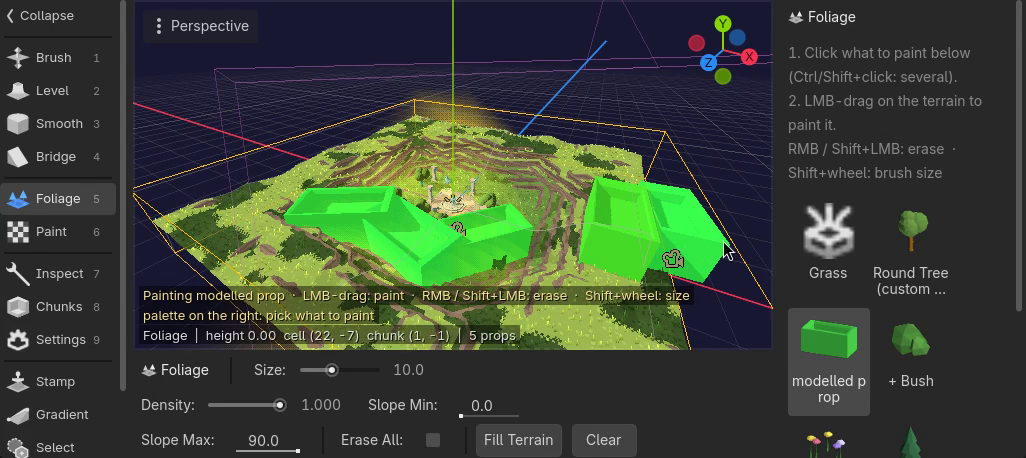 Collapse
Brush 1
Level 2
Smooth 3
Bridge 4
Foliage 5
Paint 6
Inspect 7
Chunks 8
Settings 9
Stamp
Gradient
Select
Perspective
Y
X
Z
Painting modelled prop · LMB-drag: paint · RMB / Shift+LMB: erase · Shift+wheel: size
palette on the right: pick what to paint
Foliage | height 0.00 cell (22, -7) chunk (1, -1) | 5 props
Foliage Size: 10.0
Density: 1.000 Slope Min: 0.0
Slope Max: 90.0 Erase All: Fill Terrain Clear
Foliage
1. Click what to paint below
(Ctrl/Shift+click: several).
2. LMB-drag on the terrain to
paint it.
RMB / Shift+LMB: erase ·
Shift+wheel: brush size
Grass
Round Tree
(custom ...
modelled p
rop
+ Bush